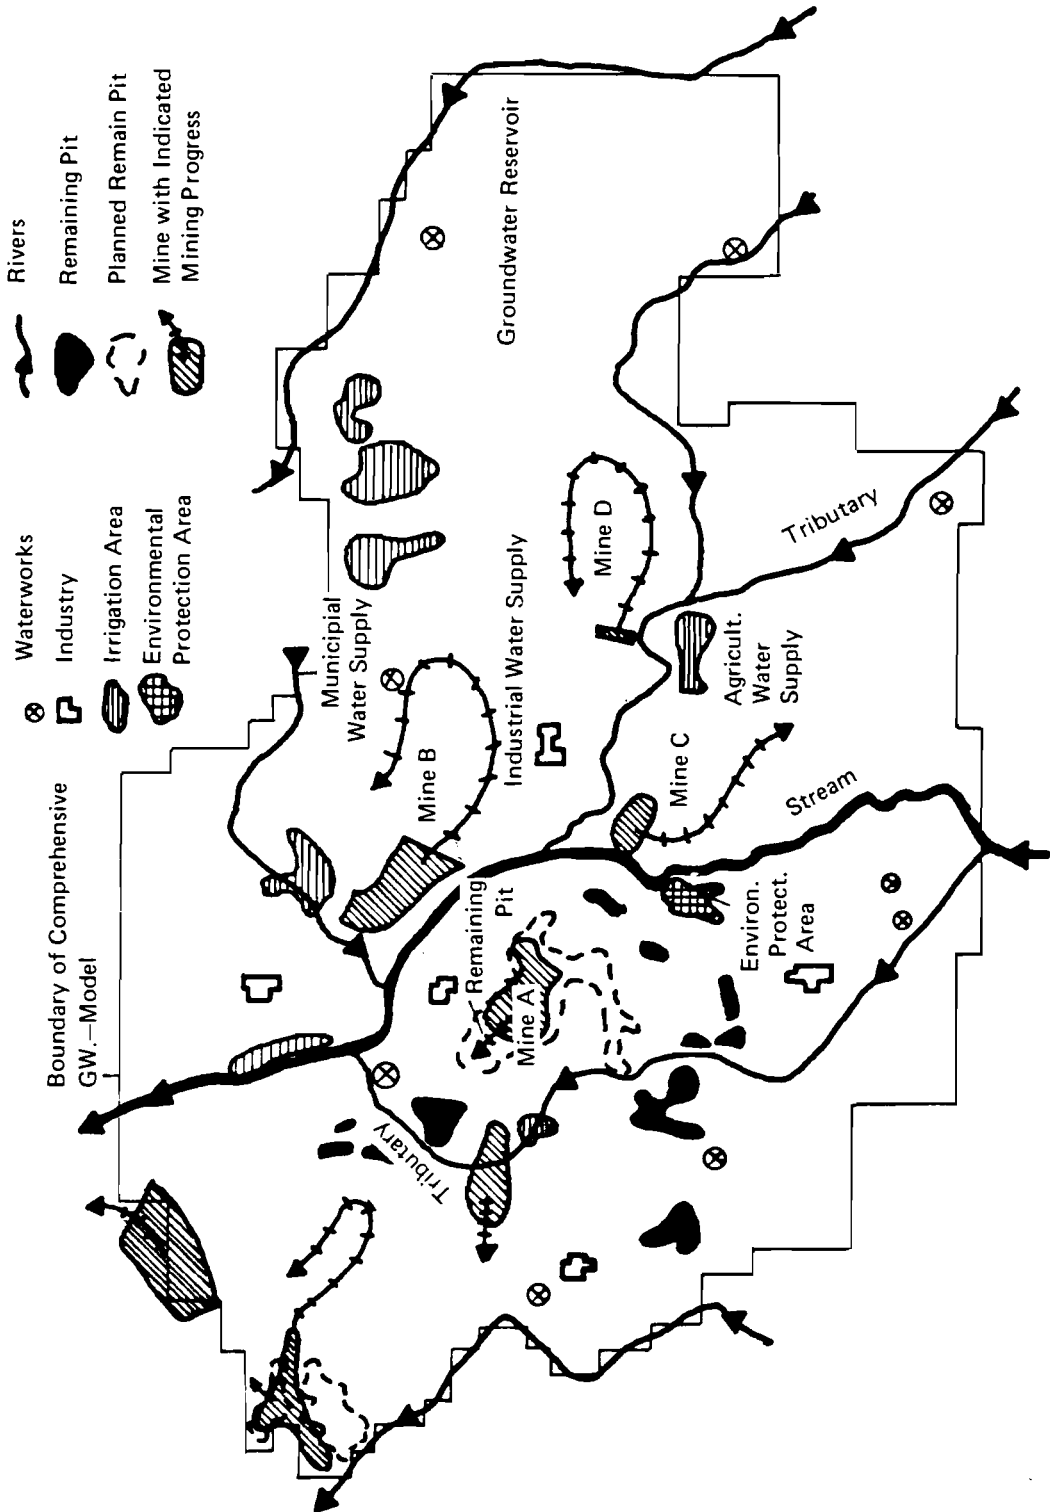 Waterworks
Industry
Irrigation Area
Environmental
Protection Area
Rivers
Remaining Pit
Planned Remain Pit
Mine with Indicated
Mining Progress
Boundary of Comprehensive
GW.–Model
Municipial
Water Supply
Groundwater Reservoir
Mine B
Industrial Water Supply
Mine D
Tributary
Remaining
Pit
Mine A
Tributary
Mine C
Agricult.
Water
Supply
Stream
Environ.
Protect.
Area